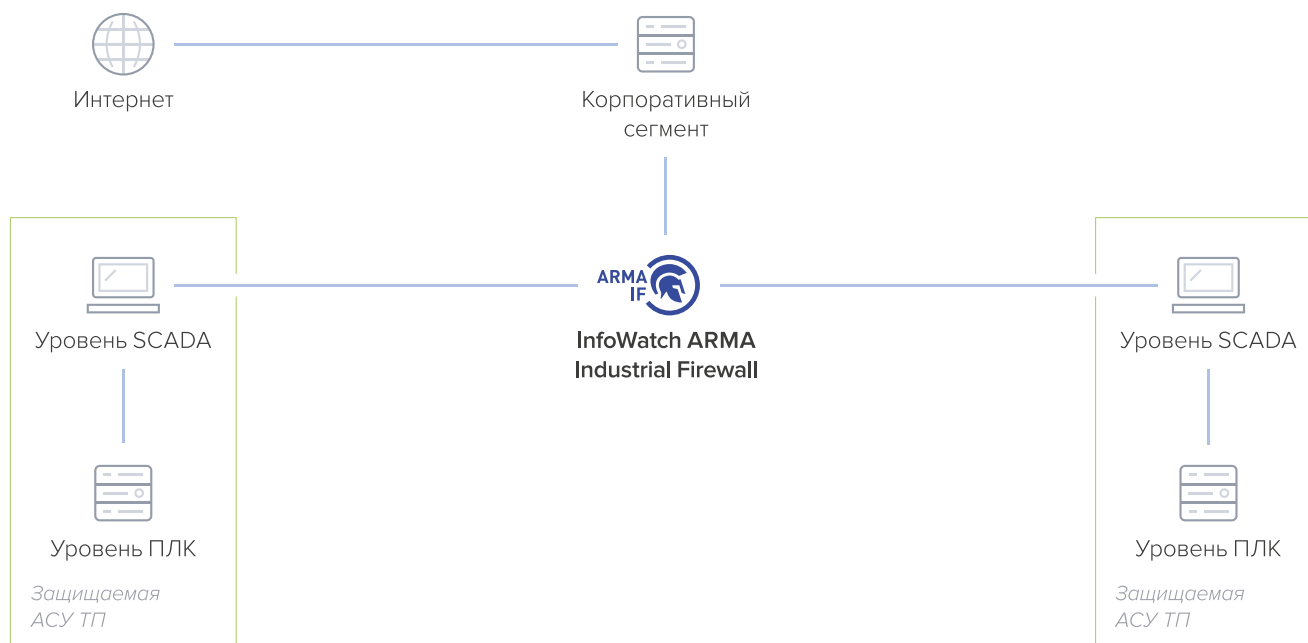 Интернет
Корпоративный
сегмент
ARMA
IF
InfoWatch ARMA
Industrial Firewall
Уровень SCADA
Уровень ПЛК
Защищаемая
АСУ ТП
Уровень SCADA
Уровень ПЛК
Защищаемая
АСУ ТП